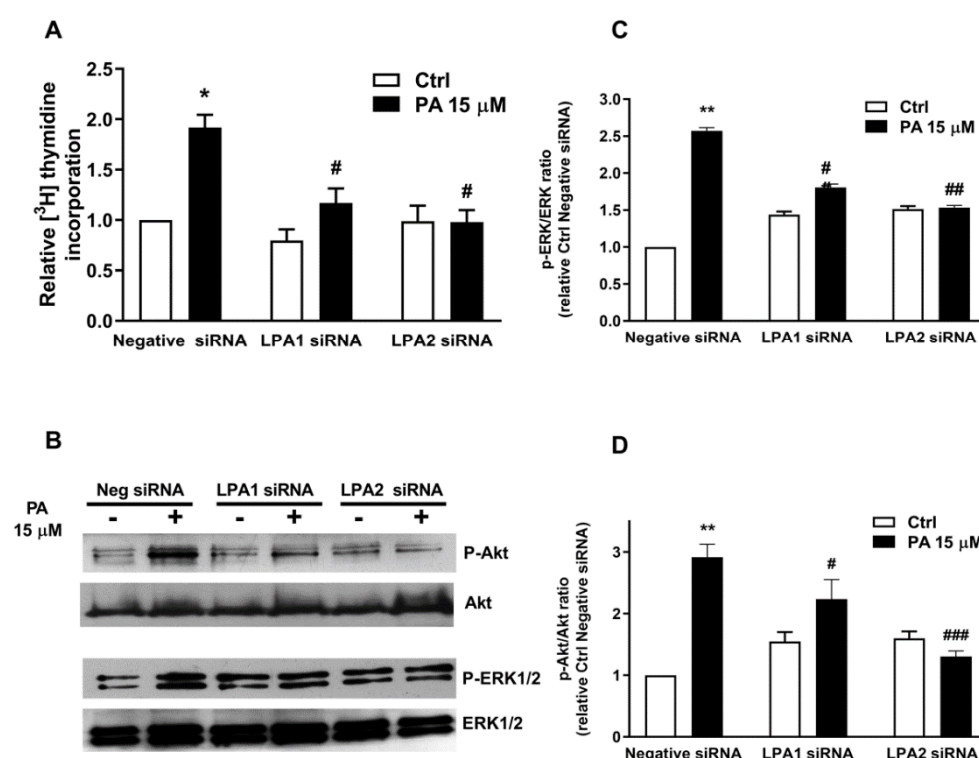 A
Relative [³H] thymidine
incorporation
2.5
2.0
1.5
1.0
0.5
0.0
Ctrl
PA 15 μM
*
#
#
Negative siRNA
LPA1 siRNA
LPA2 siRNA
C
p-ERK/ERK ratio
(relative Ctrl Negative siRNA)
3.0
2.5
2.0
1.5
1.0
0.5
0.0
Ctrl
PA 15 μM
**
#
#
##
Negative siRNA
LPA1 siRNA
LPA2 siRNA
B
Neg siRNA LPA1 siRNA LPA2 siRNA
PA
15 μM
- + - + - +
P-Akt
Akt
P-ERK1/2
ERK1/2
D
p-Akt/Akt ratio
(relative Ctrl Negative siRNA)
3
2
1
0
Ctrl
PA 15 μM
**
#
###
Negative siRNA
LPA1 siRNA
LPA2 siRNA